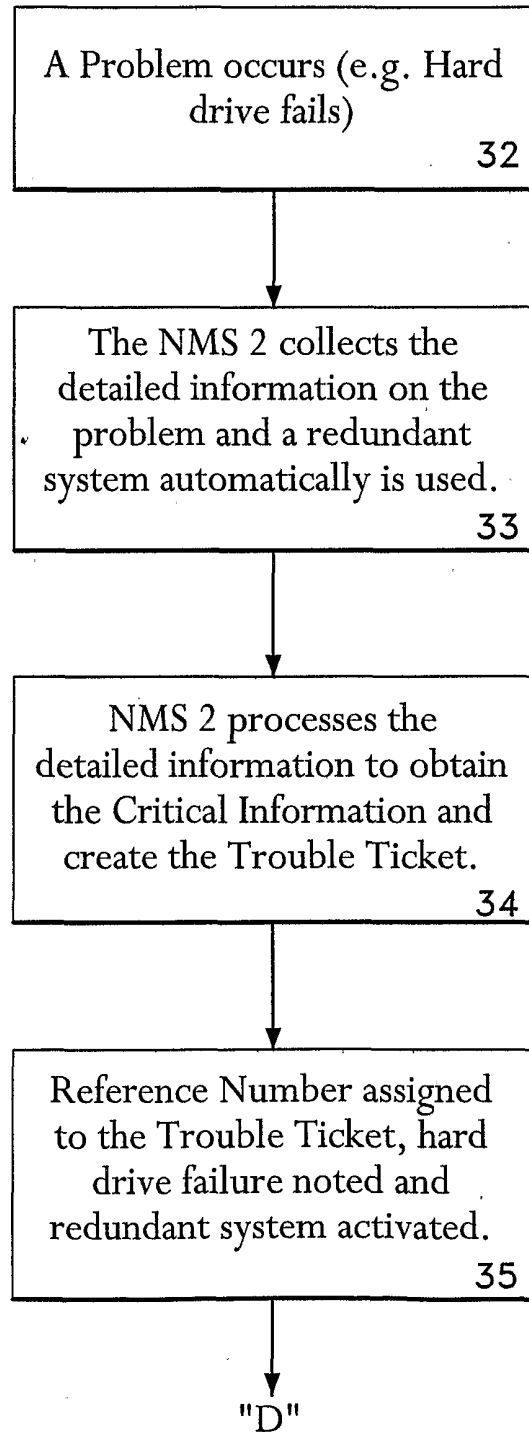 A Problem occurs (e.g. Hard
drive fails)
32
The NMS 2 collects the
detailed information on the
problem and a redundant
system automatically is used.
33
NMS 2 processes the
detailed information to obtain
the Critical Information and
create the Trouble Ticket.
34
Reference Number assigned
to the Trouble Ticket, hard
drive failure noted and
redundant system activated.
35
"D"